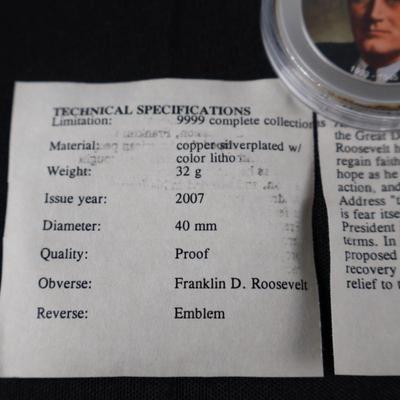 TECHNICAL SPECIFICATIONS
Limitation: 9999 complete collections
Material: copper silverplated w/
color litho
Weight: 32 g
Issue year: 2007
Diameter: 40 mm
Quality: Proof
Obverse: Franklin D. Roosevelt
Reverse: Emblem
the Great D
Roosevelt h
regain faith
hope as he
action, and
Address "t
is fear itse
President
terms. In
proposed
recovery
relief to